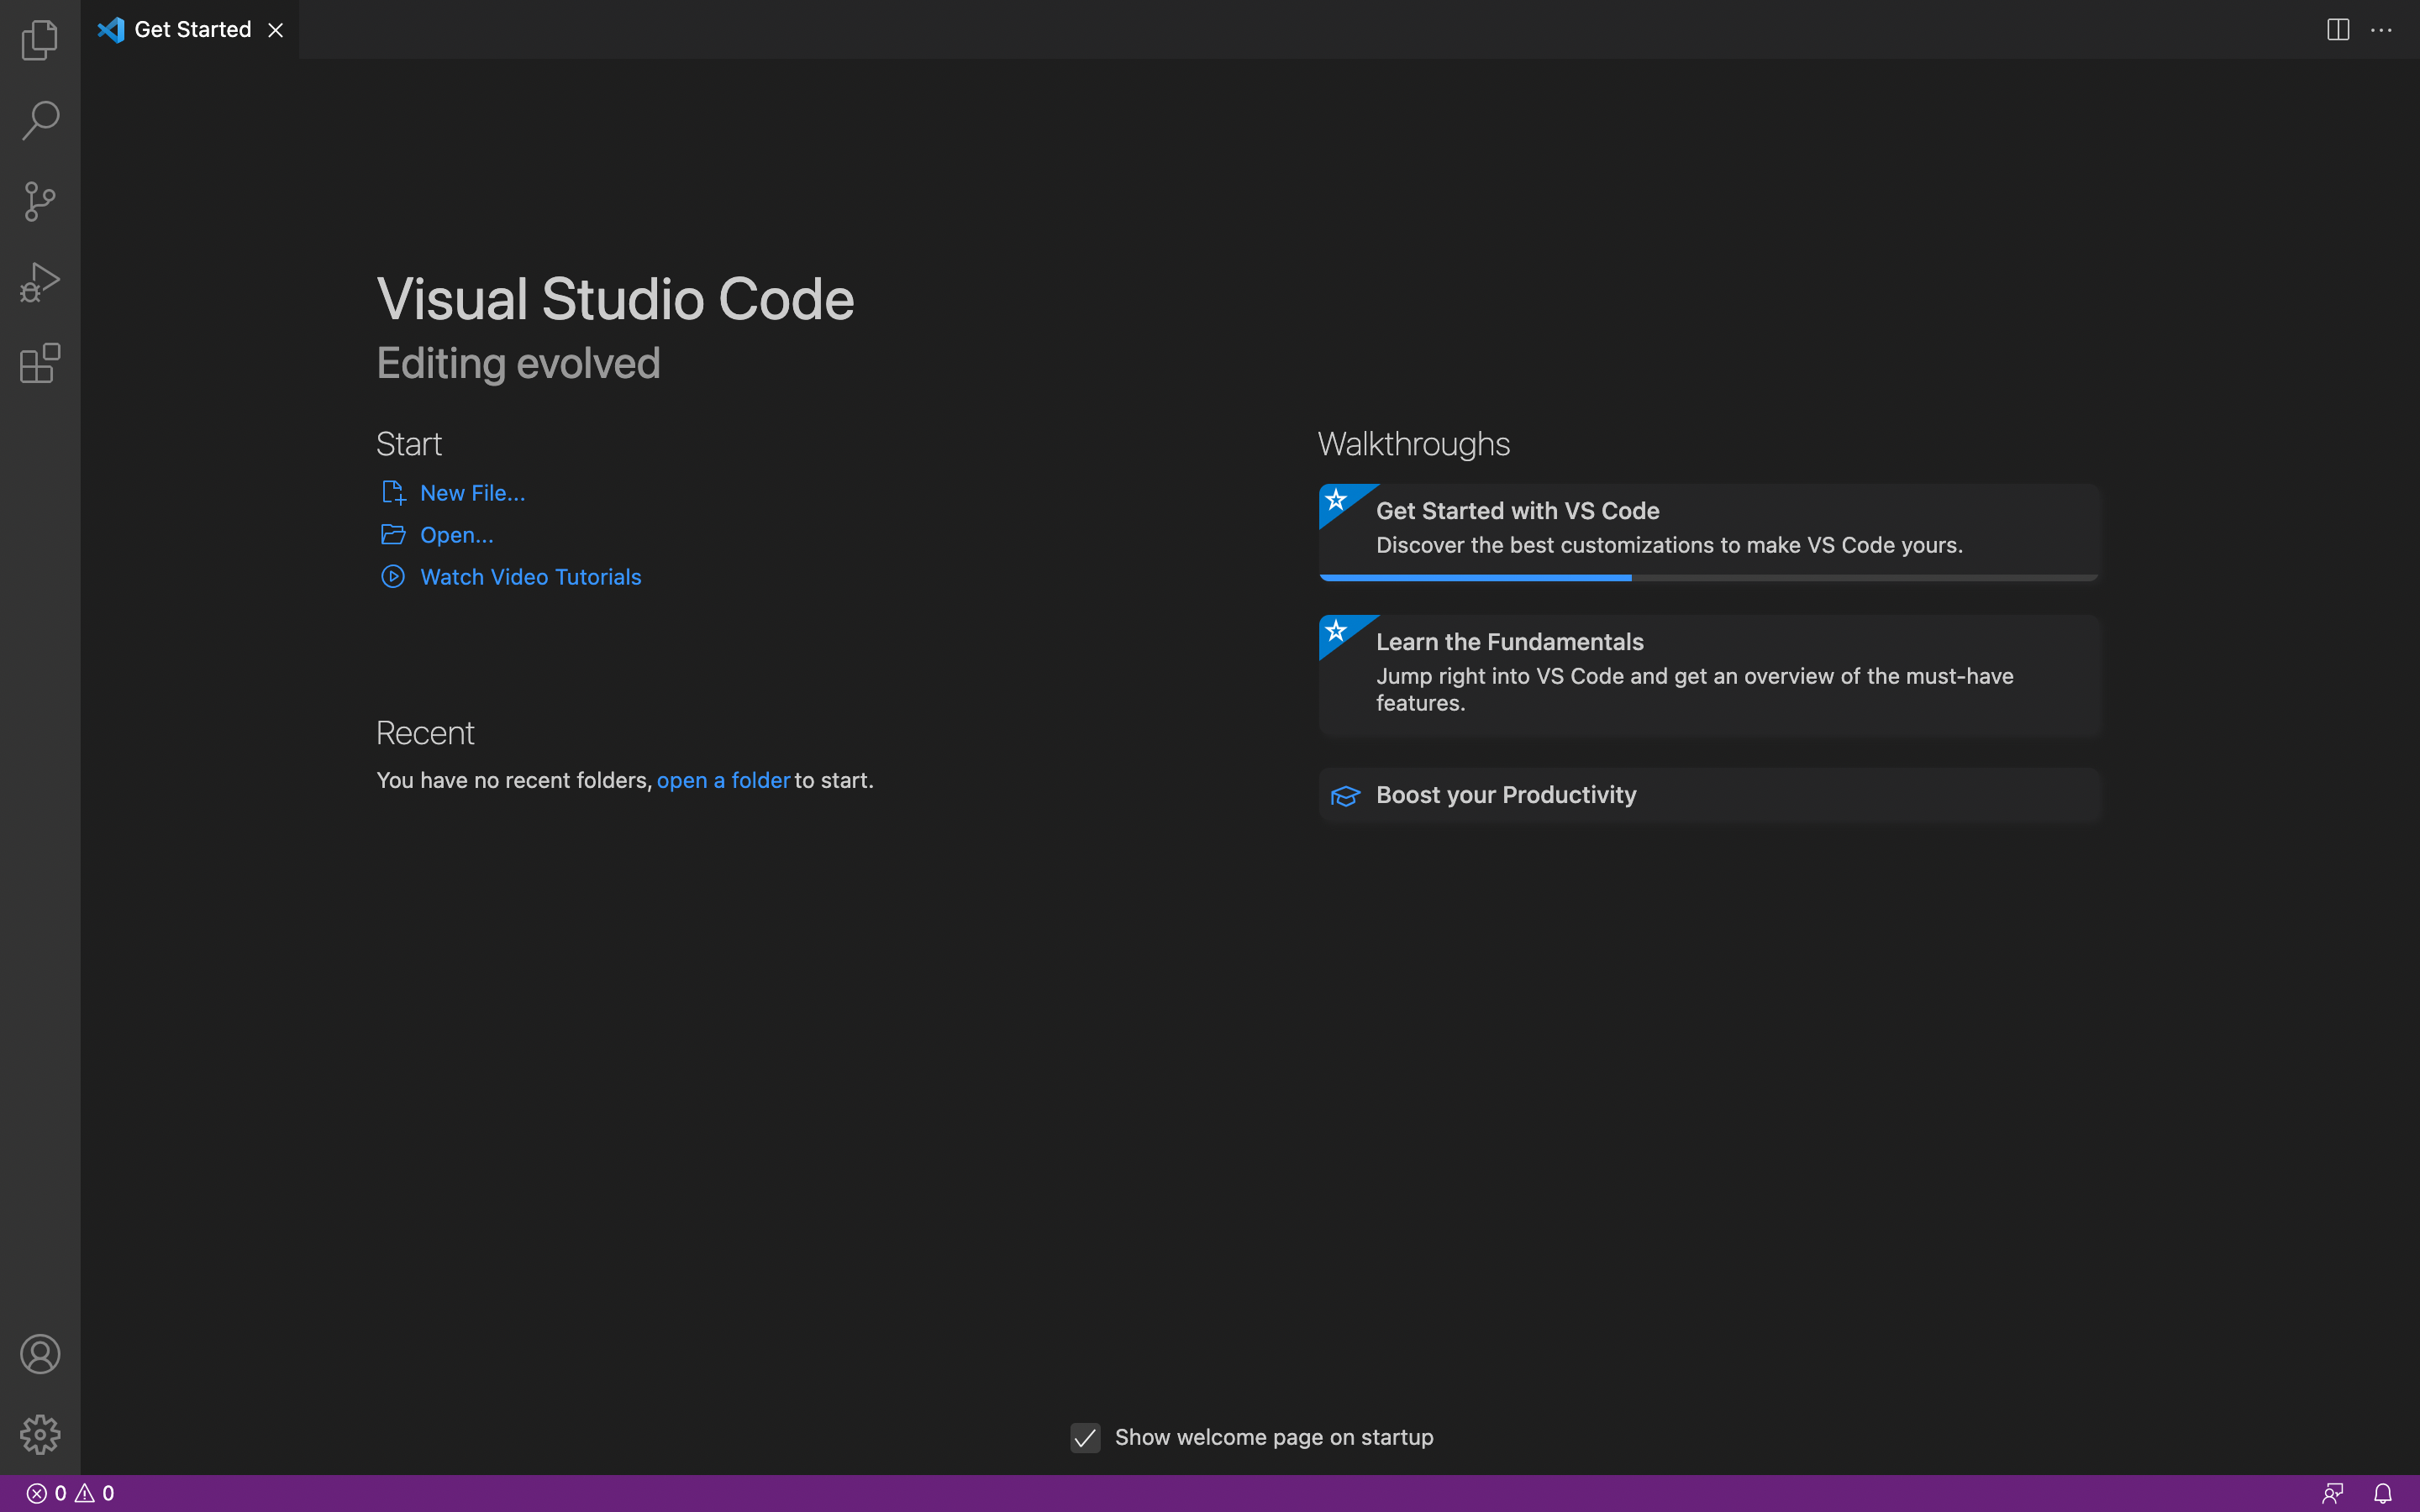 Get Started
Visual Studio Code
Editing evolved
Start
New File...
Open...
Watch Video Tutorials
Recent
You have no recent folders, open a folder to start.
Walkthroughs
Get Started with VS Code
Discover the best customizations to make VS Code yours.
Learn the Fundamentals
Jump right into VS Code and get an overview of the must-have
features.
Boost your Productivity
Show welcome page on startup
0 0